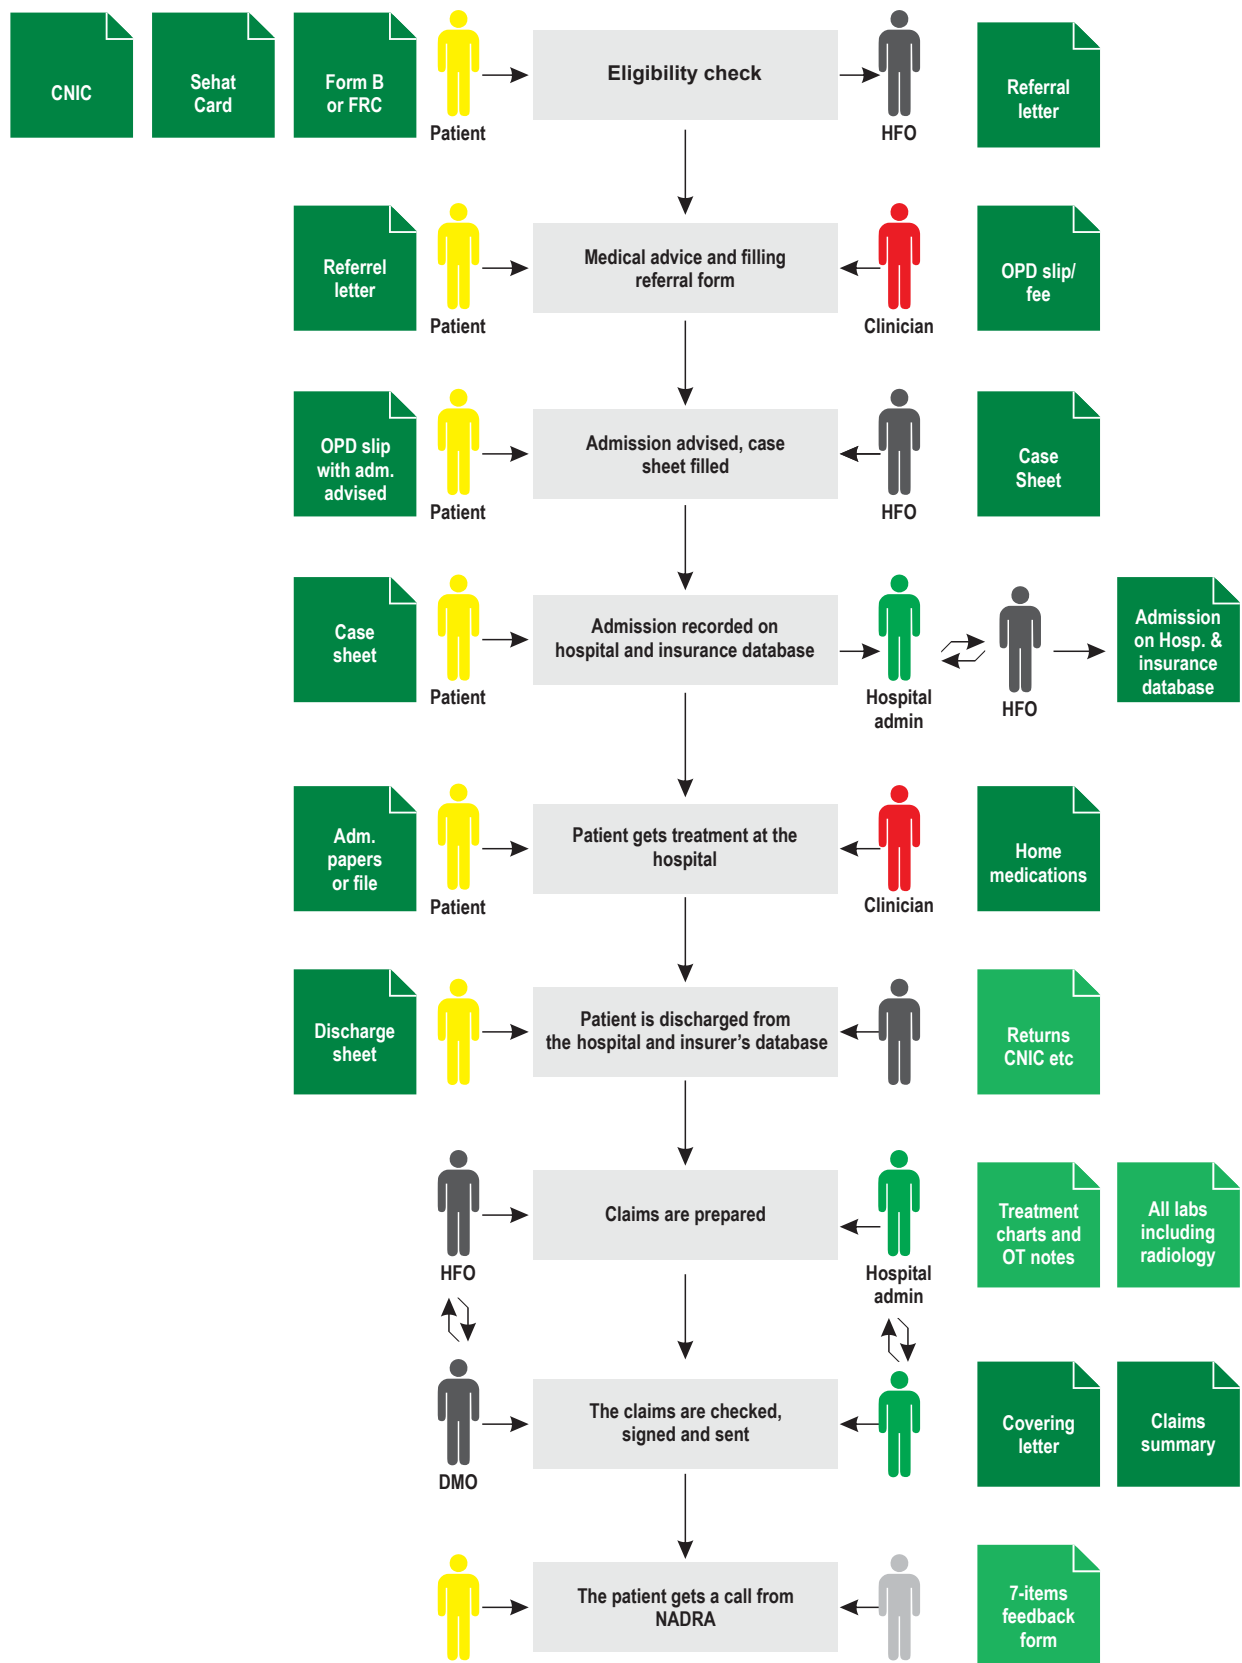 CNIC
Sehat
Card
Form B
or FRC
Patient
Eligibility check
HFO
Referral
letter
Referrel
letter
Patient
Medical advice and filling
referral form
Clinician
OPD slip/
fee
OPD slip
with adm.
advised
Patient
Admission advised, case
sheet filled
HFO
Case
Sheet
Case
sheet
Patient
Admission recorded on
hospital and insurance database
Hospital
admin
HFO
Admission
on Hosp. &
insurance
database
Adm.
papers
or file
Patient
Patient gets treatment at the
hospital
Clinician
Home
medications
Discharge
sheet
Patient is discharged from
the hospital and insurer's database
Returns
CNIC etc
HFO
Claims are prepared
Hospital
admin
Treatment
charts and
OT notes
All labs
including
radiology
DMO
The claims are checked,
signed and sent
Covering
letter
Claims
summary
The patient gets a call from
NADRA
7-items
feedback
form